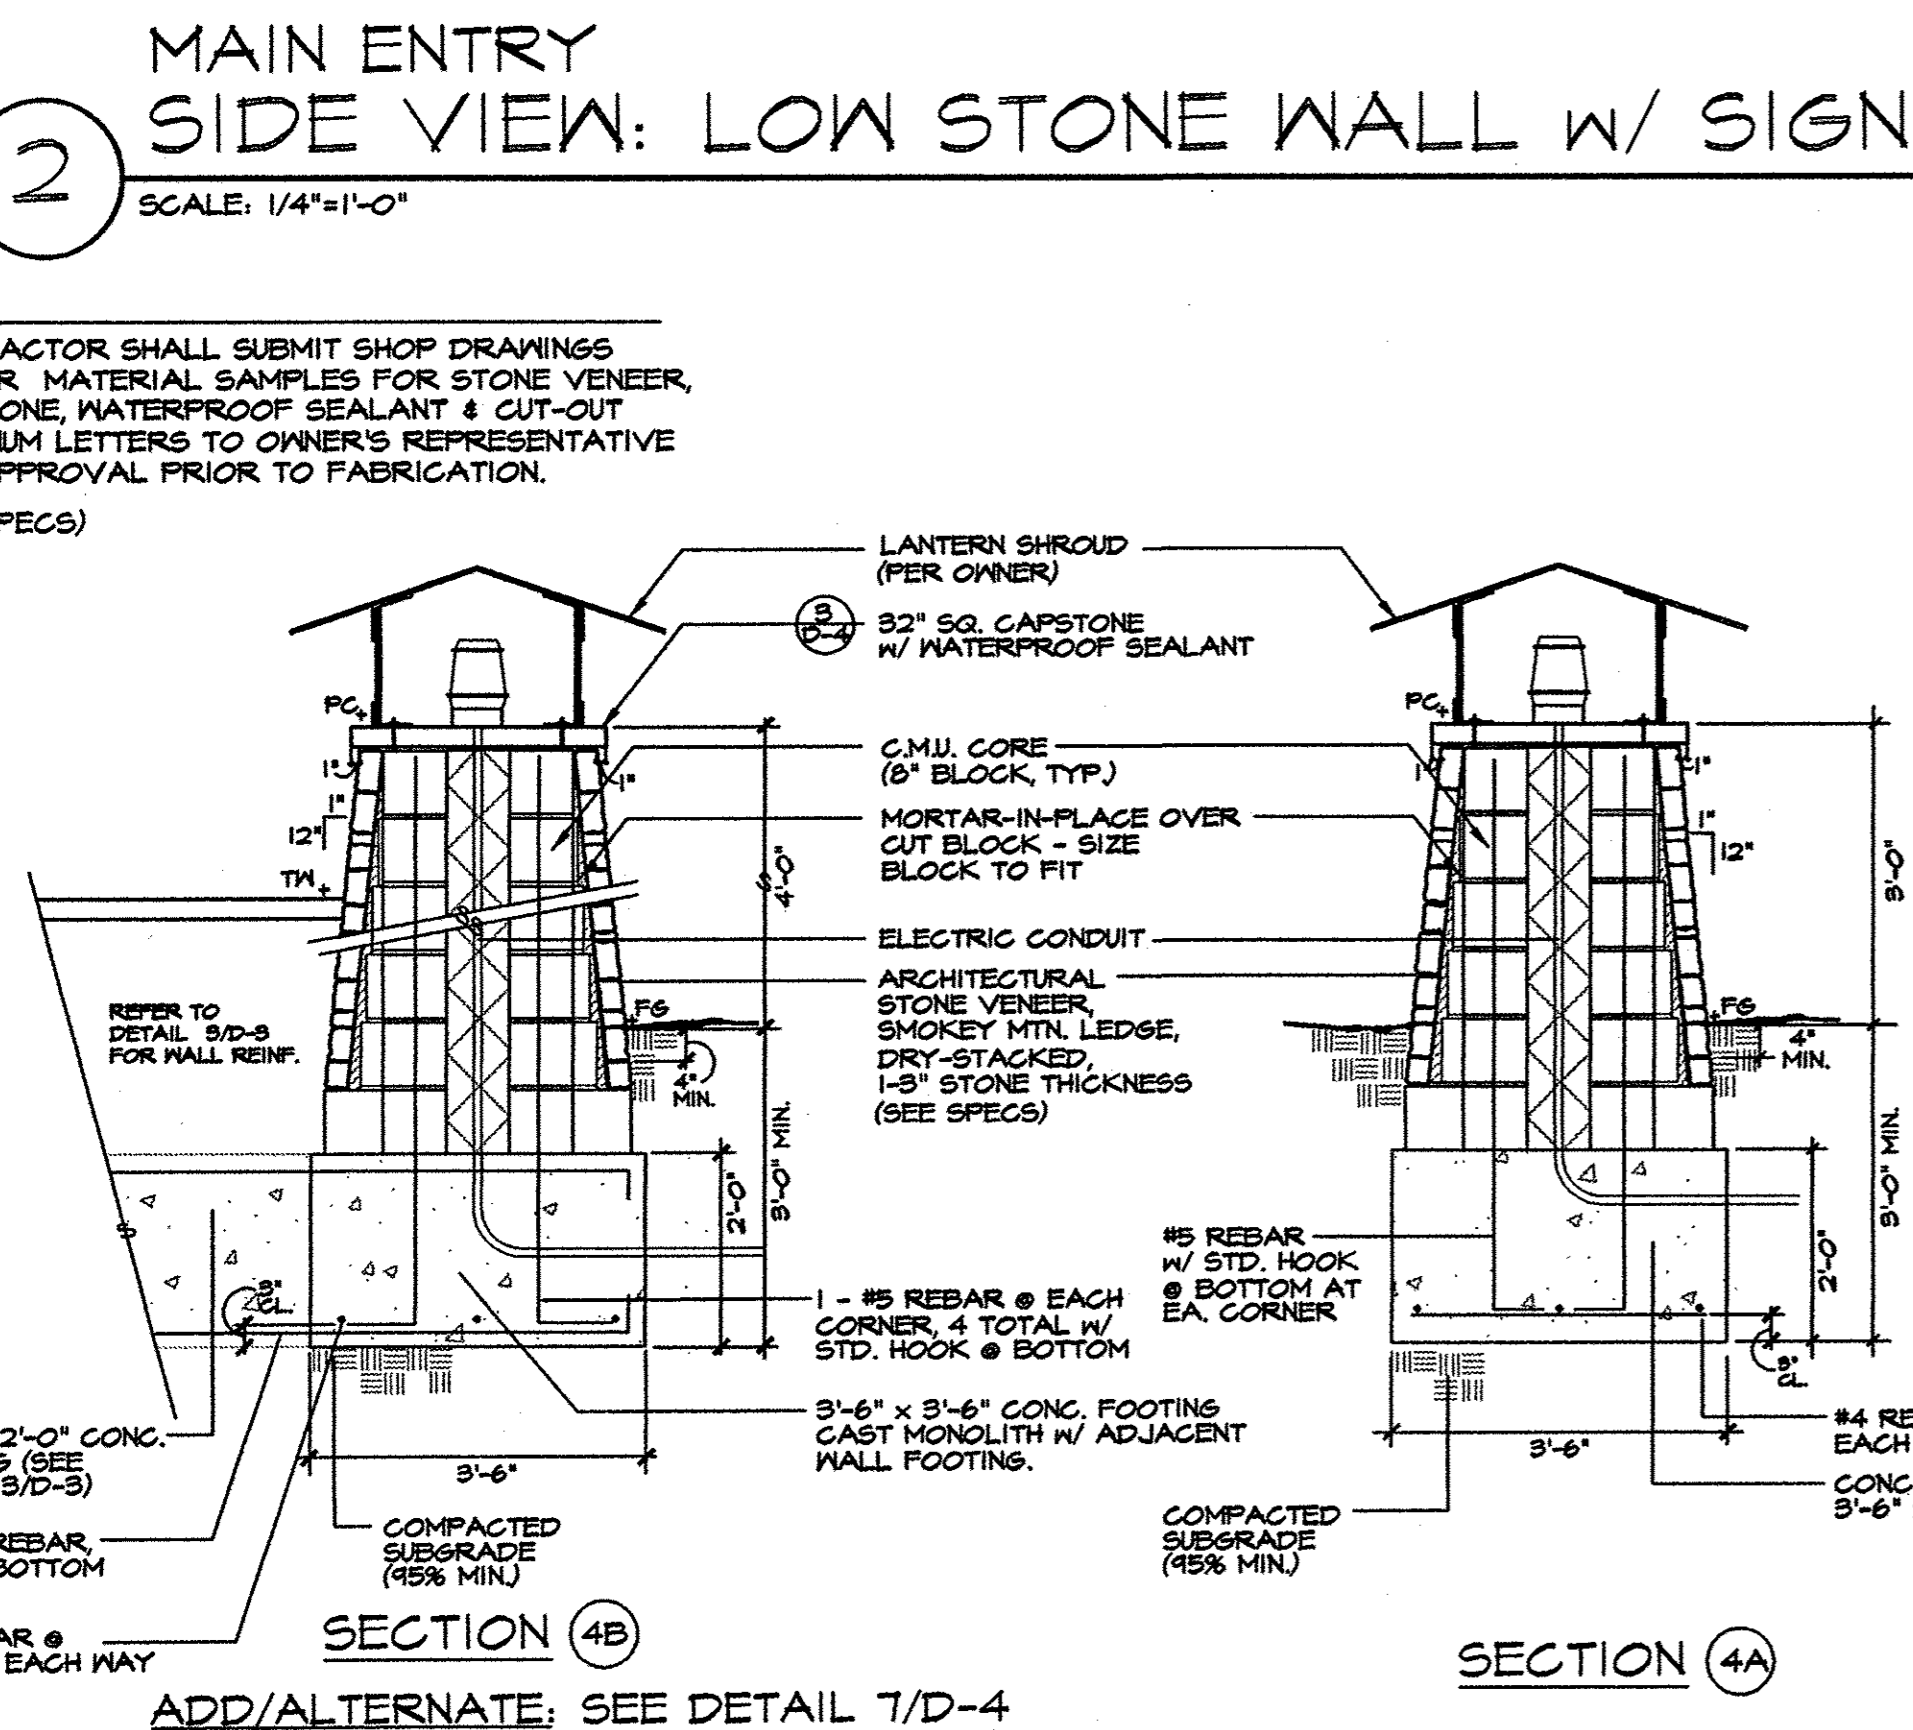 MAIN ENTRY
2
SIDE VIEW: LOW STONE WALL w/ SIGN
SCALE: 1/4"=1'-0"
ACTOR SHALL SUBMIT SHOP DRAWINGS
R MATERIAL SAMPLES FOR STONE VENEER,
ONE, WATERPROOF SEALANT & CUT-OUT
UM LETTERS TO OWNER'S REPRESENTATIVE
PPROVAL PRIOR TO FABRICATION.
PECS)
LANTERN SHROUD
(PER OWNER)
3
D-4
32" SQ. CAPSTONE
w/ WATERPROOF SEALANT
C.M.U. CORE
(8" BLOCK, TYP.)
MORTAR-IN-PLACE OVER
CUT BLOCK - SIZE
BLOCK TO FIT
ELECTRIC CONDUIT
ARCHITECTURAL
STONE VENEER,
SMOKEY MTN. LEDGE,
DRY-STACKED,
1-3" STONE THICKNESS
(SEE SPECS)
PC
1"
1"
1"
12"
TW
4'-0"
FG
4"
MIN.
REFER TO
DETAIL 3/D-3
FOR WALL REINF.
3'-0" MIN.
2'-0"
3"
CL.
1 - #5 REBAR @ EACH
CORNER, 4 TOTAL w/
STD. HOOK @ BOTTOM
3'-6" x 3'-6" CONC. FOOTING
CAST MONOLITH w/ ADJACENT
WALL FOOTING.
2'-0" CONC.
G (SEE
3/D-3)
3'-6"
COMPACTED
SUBGRADE
(95% MIN.)
REBAR,
BOTTOM
AR @
EACH WAY
SECTION 4B
ADD/ALTERNATE: SEE DETAIL 7/D-4
PC
1"
1"
1"
12"
3'-0"
FG
4"
MIN.
3'-0" MIN.
2'-0"
#5 REBAR
w/ STD. HOOK
@ BOTTOM AT
EA. CORNER
3"
CL.
#4 RE
EACH
CONC
3'-6"
3'-6"
COMPACTED
SUBGRADE
(95% MIN.)
SECTION 4A